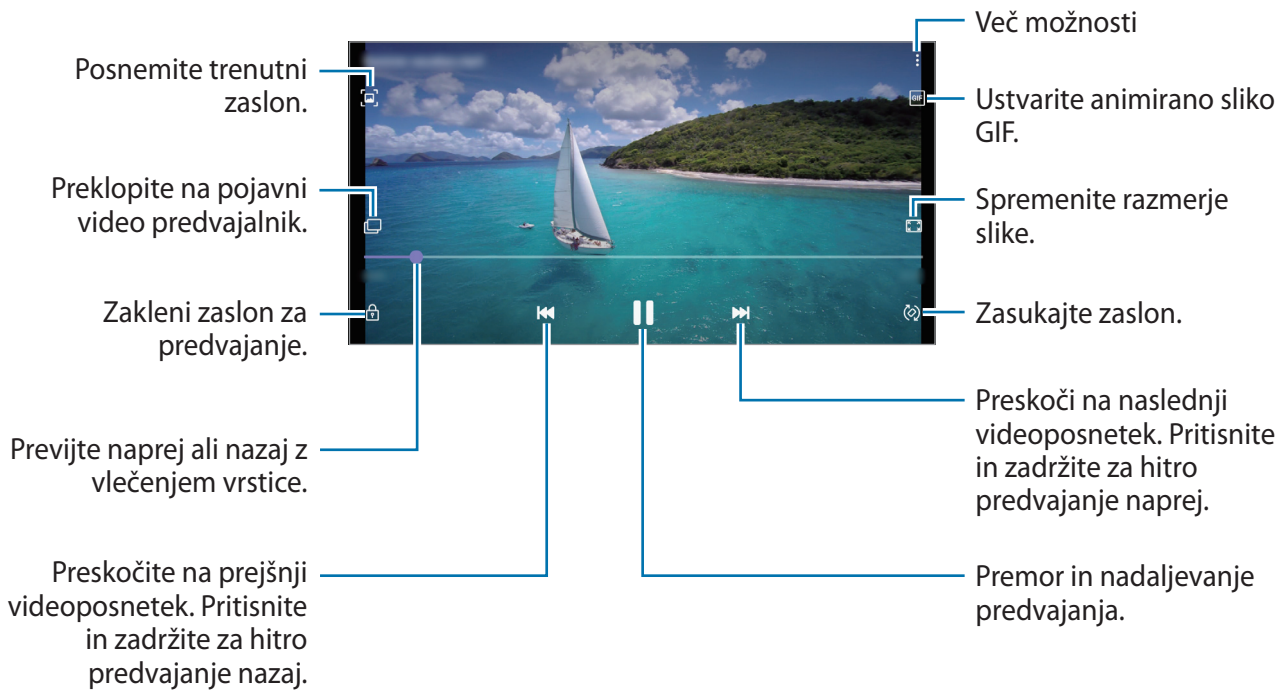 Posnemite trenutni
zaslon.
Preklopite na pojavni
video predvajalnik.
Zakleni zaslon za
predvajanje.
Previjte naprej ali nazaj z
vlečenjem vrstice.
Preskočite na prejšnji
videoposnetek. Pritisnite
in zadržite za hitro
predvajanje nazaj.
Več možnosti
GIF
Ustvarite animirano sliko
GIF.
Spremenite razmerje
slike.
Zasukajte zaslon.
Preskoči na naslednji
videoposnetek. Pritisnite
in zadržite za hitro
predvajanje naprej.
Premor in nadaljevanje
predvajanja.